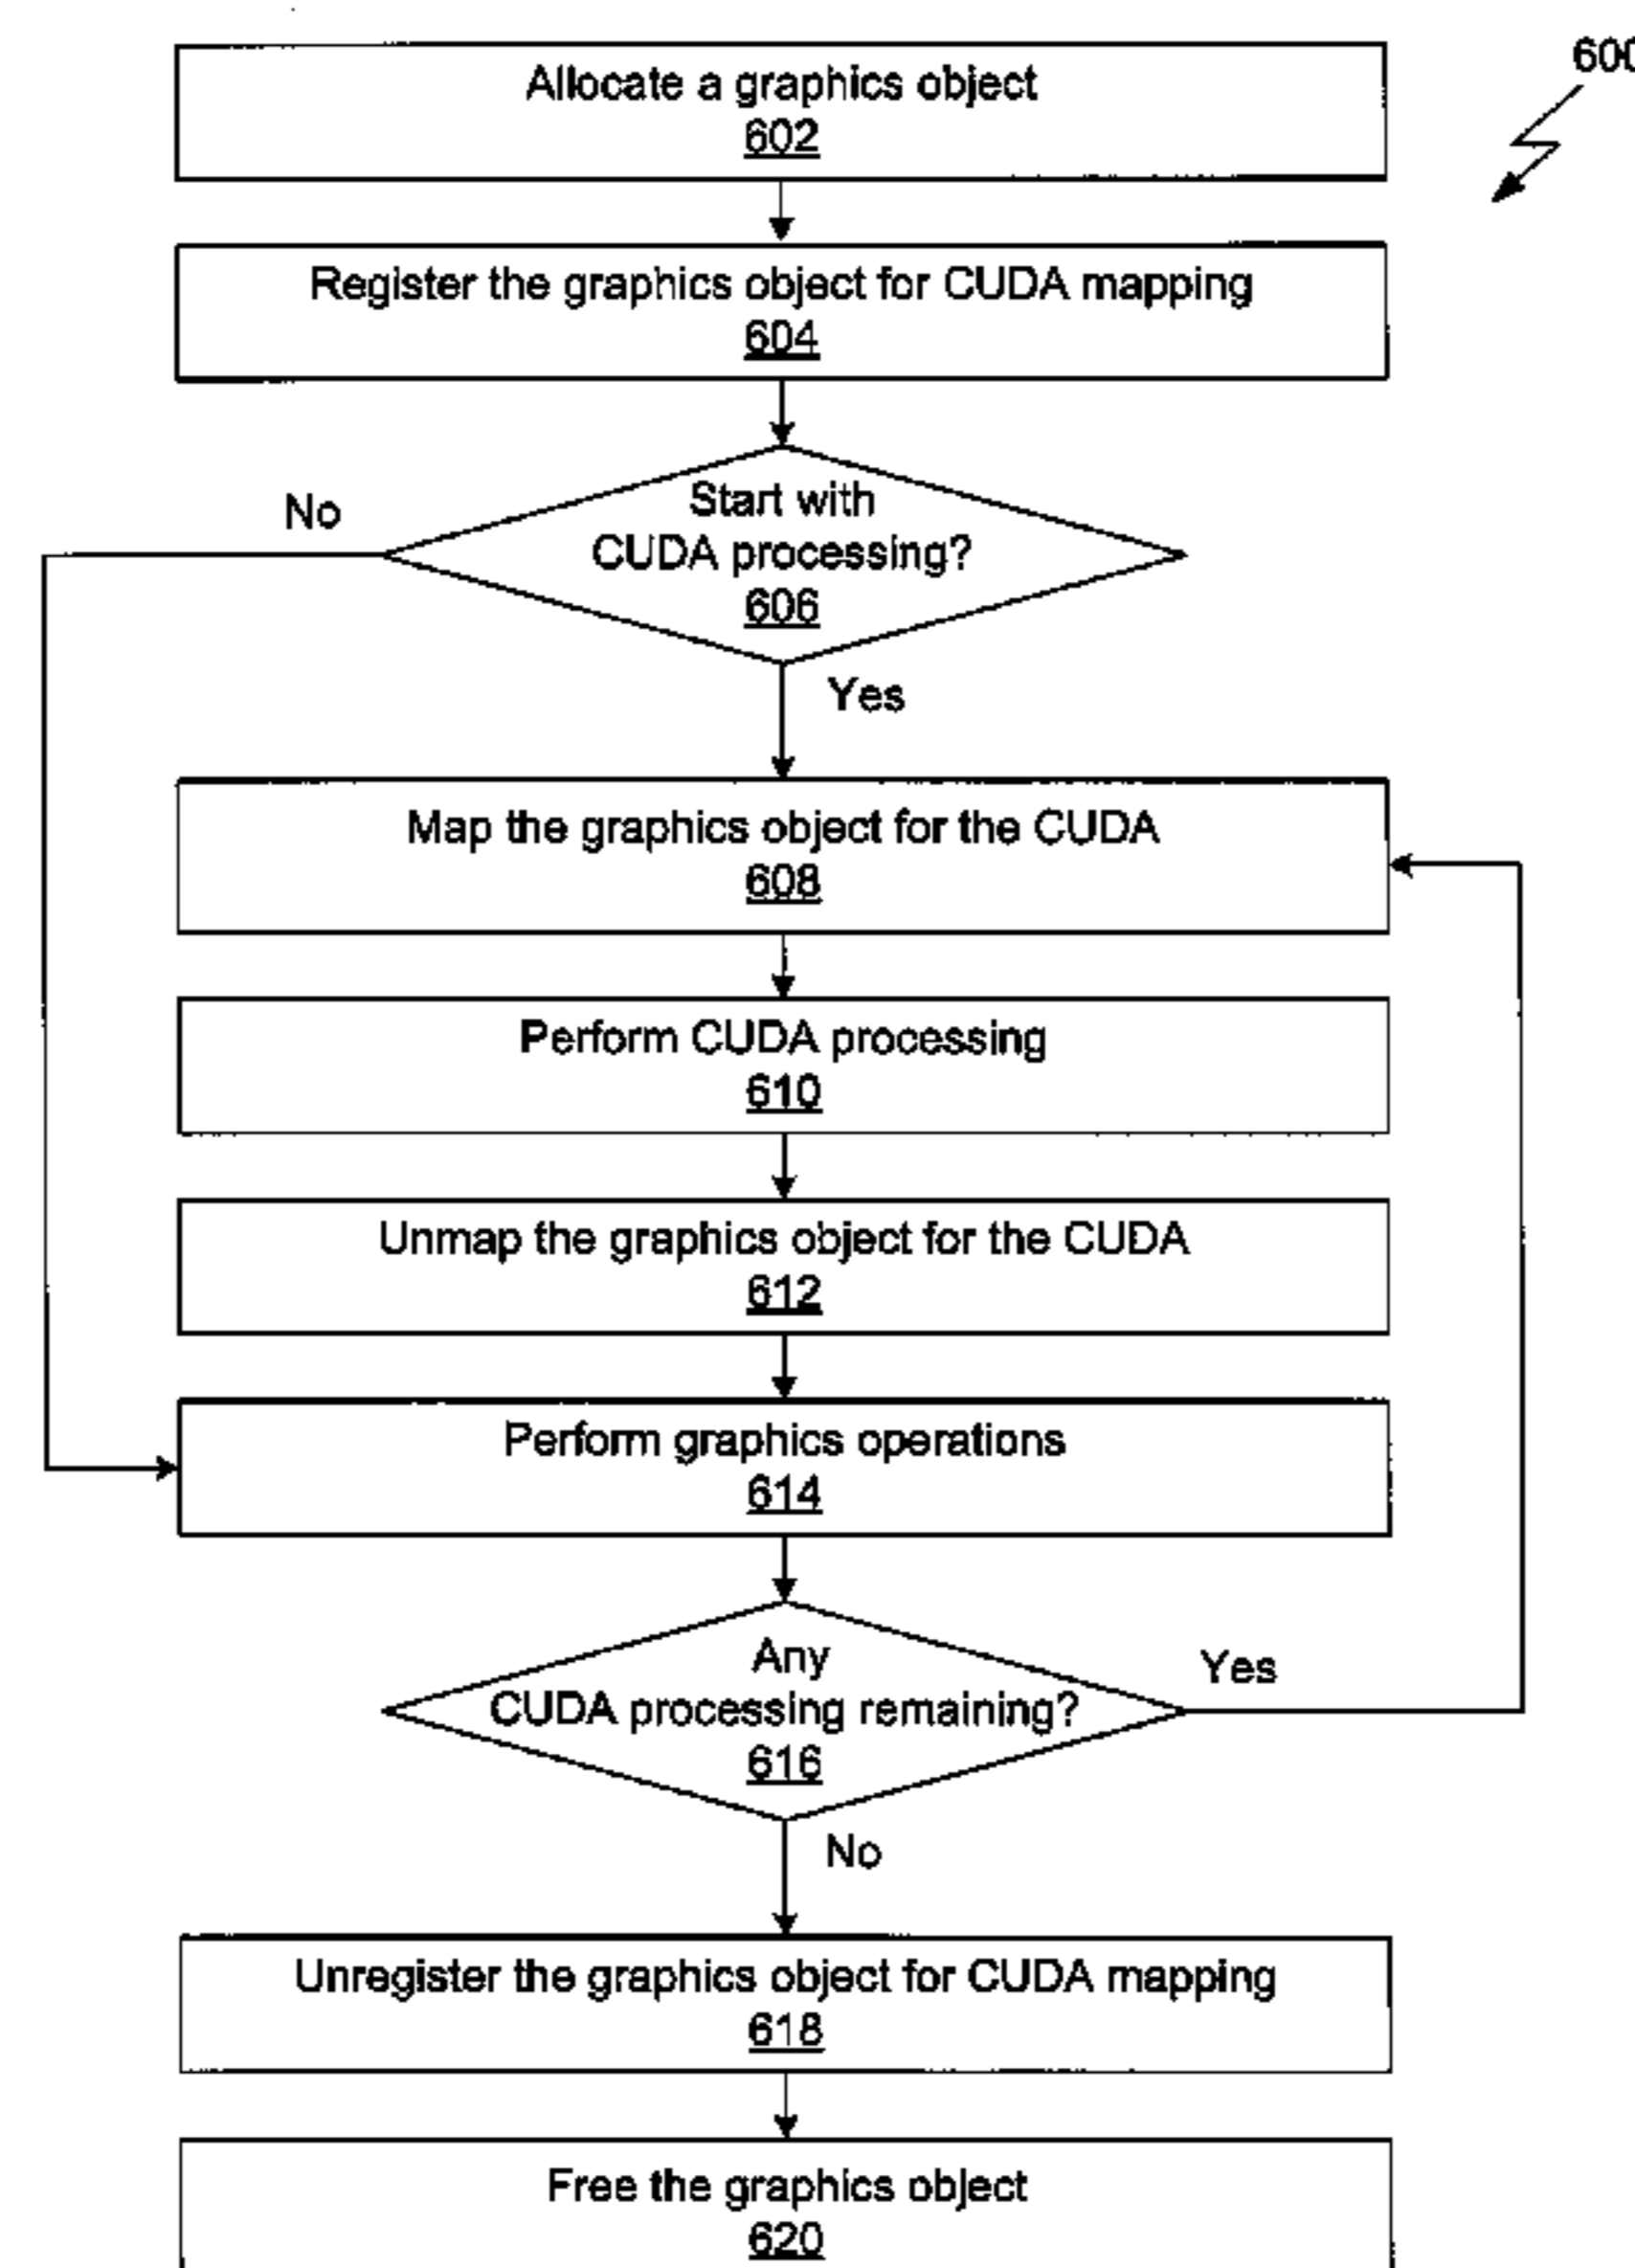 600
Allocate a graphics object
602
Register the graphics object for CUDA mapping
604
Start with
CUDA processing?
606
No
Yes
Map the graphics object for the CUDA
608
Perform CUDA processing
610
Unmap the graphics object for the CUDA
612
Perform graphics operations
614
Any
CUDA processing remaining?
616
Yes
No
Unregister the graphics object for CUDA mapping
618
Free the graphics object
620